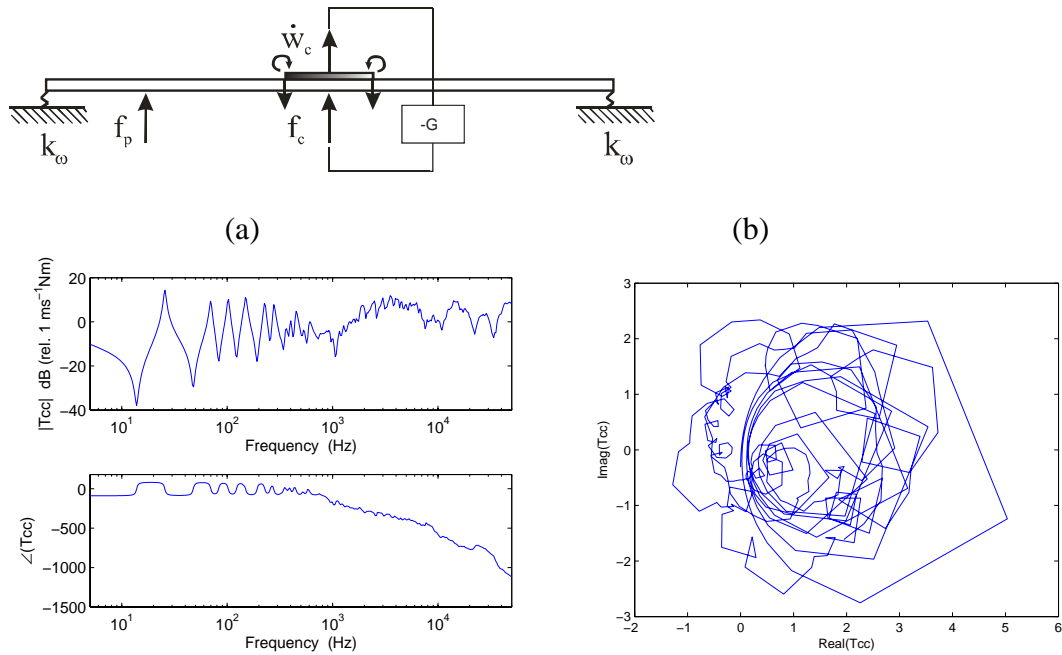 ẇc
-G
fp
fc
kω
kω
(a)
(b)
|Tcc| dB (rel. 1 ms⁻¹Nm)
20
0
−20
−40
10¹
10²
10³
10⁴
Frequency (Hz)
∠(Tcc)
0
−500
−1000
−1500
10¹
10²
10³
10⁴
Frequency (Hz)
Imag(Tcc)
3
2
1
0
−1
−2
−3
−2
−1
0
1
2
3
4
5
6
Real(Tcc)